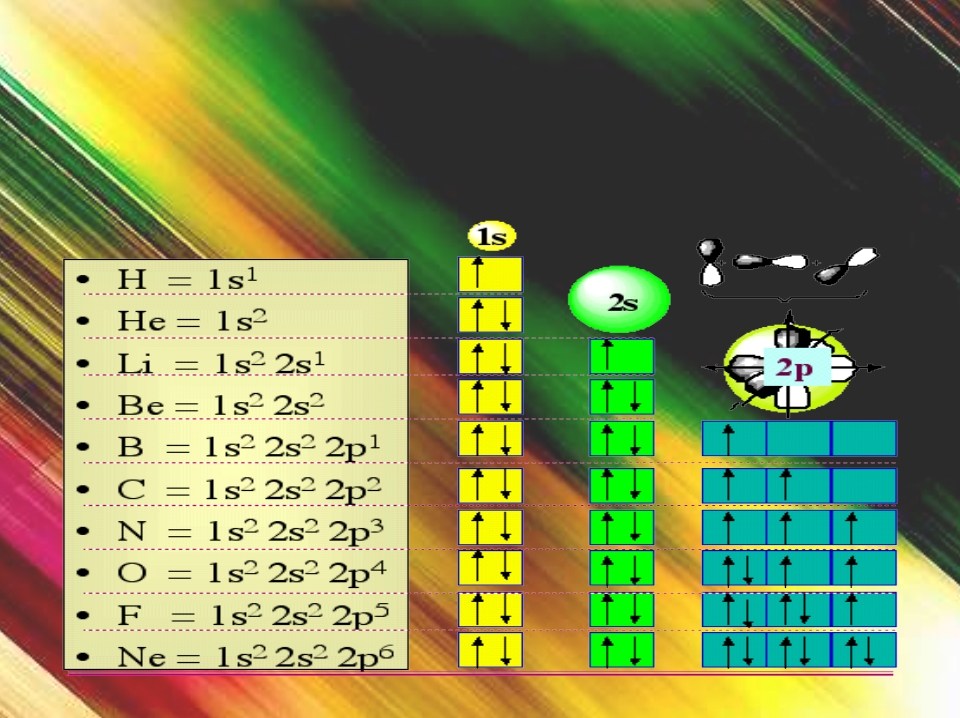 1s
2s
2p
• H = 1s¹
• He = 1s²
• Li = 1s² 2s¹
• Be = 1s² 2s²
• B = 1s² 2s² 2p¹
• C = 1s² 2s² 2p²
• N = 1s² 2s² 2p³
• O = 1s² 2s² 2p⁴
• F = 1s² 2s² 2p⁵
• Ne = 1s² 2s² 2p⁶